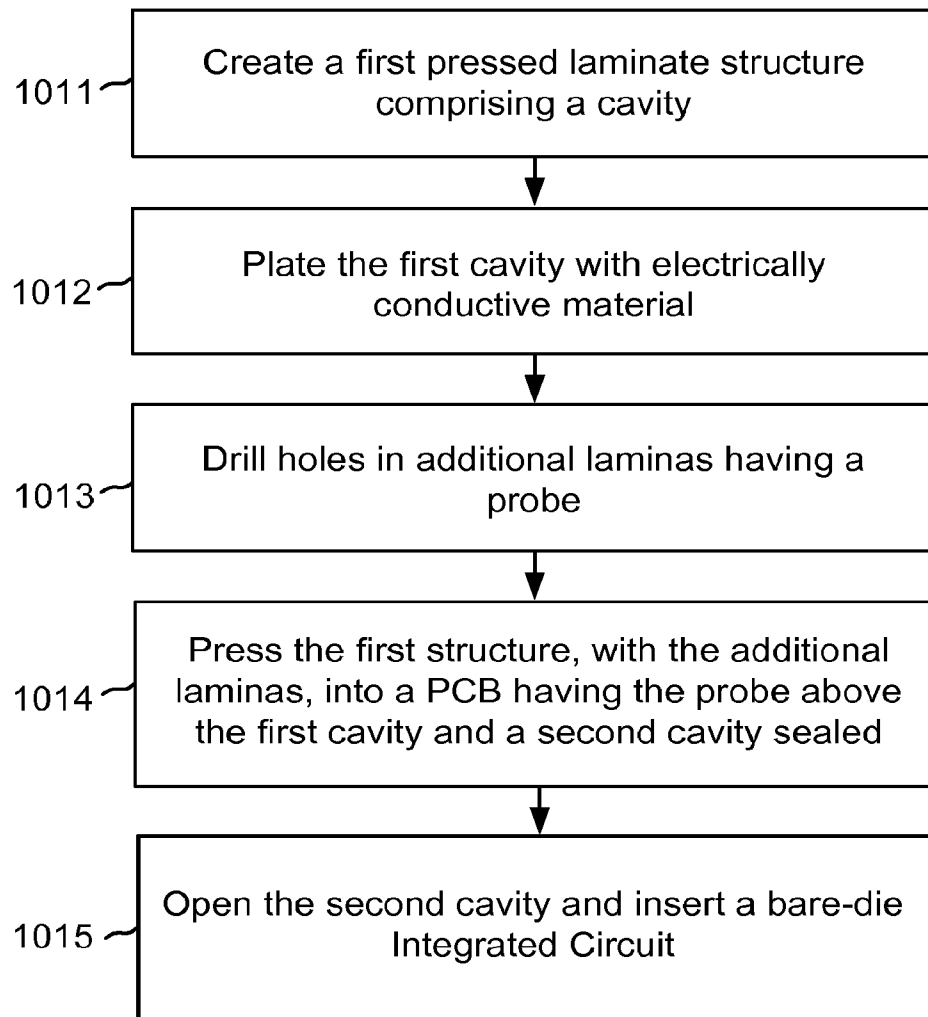 1011
Create a first pressed laminate structure
comprising a cavity
1012
Plate the first cavity with electrically
conductive material
1013
Drill holes in additional laminas having a
probe
1014
Press the first structure, with the additional
laminas, into a PCB having the probe above
the first cavity and a second cavity sealed
1015
Open the second cavity and insert a bare-die
Integrated Circuit